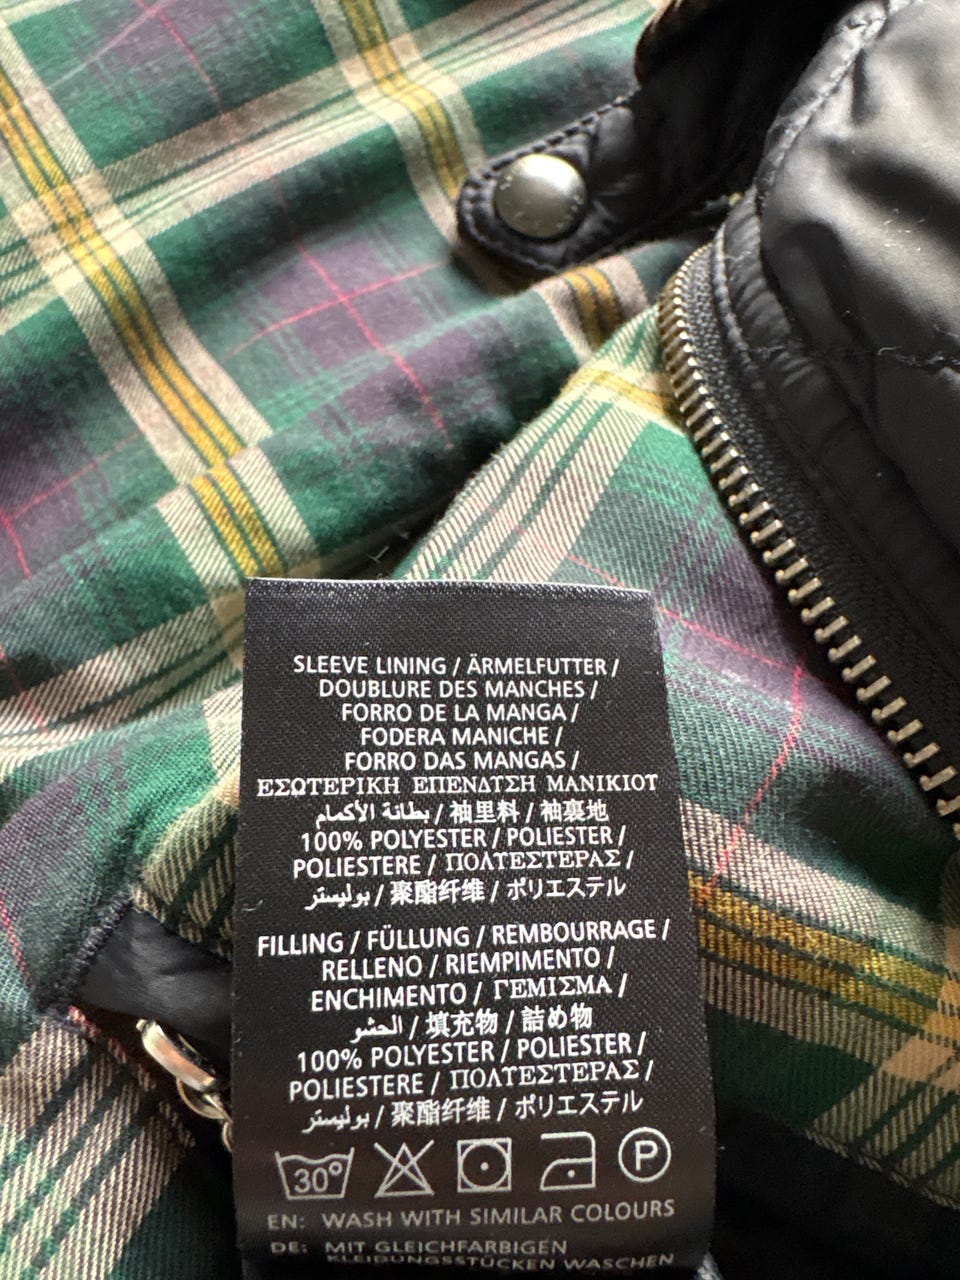 SLEEVE LINING / ÄRMELFUTTER /
DOUBLURE DES MANCHES /
FORRO DE LA MANGA /
FODERA MANICHE /
FORRO DAS MANGAS /
ΕΣΩΤΕΡΙΚΗ ΕΠΕΝΔΥΣΗ ΜΑΝΙΚΙΟΥ
بطانة الأكمام / 袖里料 / 袖裏地
100% POLYESTER / POLIÉSTER /
POLIESTERE / ΠΟΛΥΕΣΤΕΡΑΣ /
بوليستر / 聚酯纤维 / ポリエステル
FILLING / FÜLLUNG / REMBOURRAGE /
RELLENO / RIEMPIMENTO /
ENCHIMENTO / ΓΕΜΙΣΜΑ /
الحشو / 填充物 / 詰め物
100% POLYESTER / POLIÉSTER /
POLIESTERE / ΠΟΛΥΕΣΤΕΡΑΣ /
بوليستر / 聚酯纤维 / ポリエステル
30° P
EN: WASH WITH SIMILAR COLOURS
DE: MIT GLEICHFARBIGEN
KLEIDUNGSSTÜCKEN WASCHEN